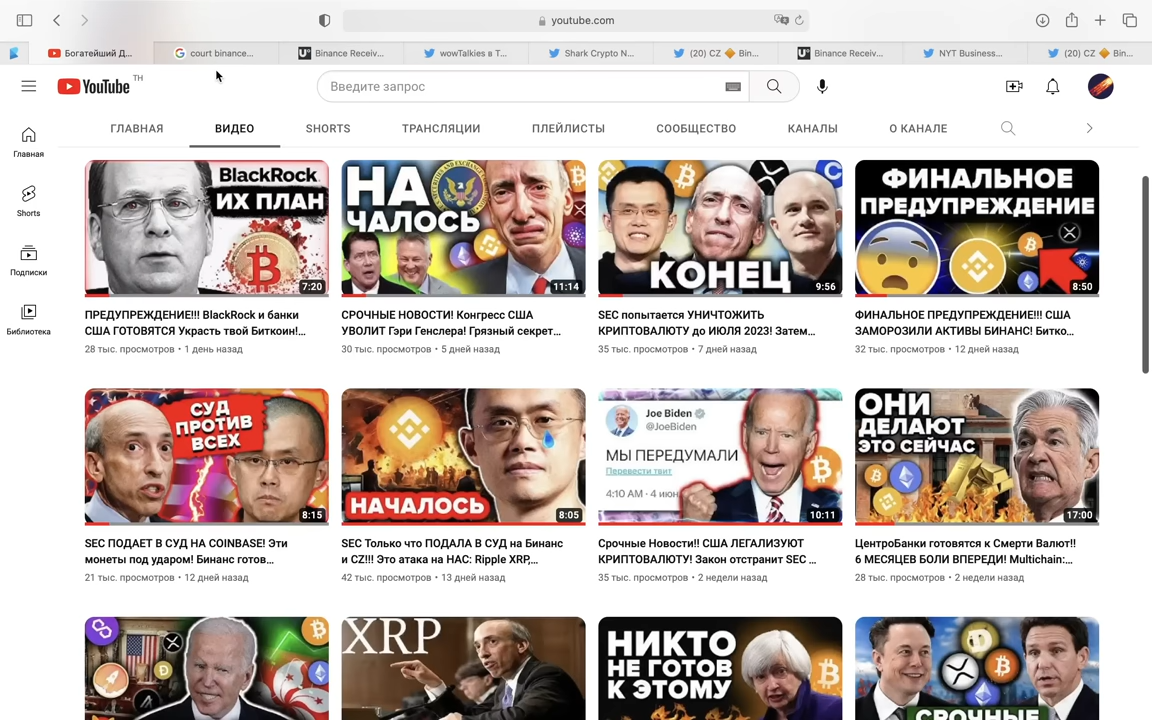 youtube.com
Богатейший Д...
court binance...
Binance Receiv...
wowTalkies в Т...
Shark Crypto N...
(20) CZ 🔶 Bin...
Binance Receiv...
NYT Business...
(20) CZ 🔶 Bin...
YouTube TH
Введите запрос
ГЛАВНАЯ
ВИДЕО
SHORTS
ТРАНСЛЯЦИИ
ПЛЕЙЛИСТЫ
СООБЩЕСТВО
КАНАЛЫ
О КАНАЛЕ
Главная
Shorts
Подписки
Библиотека
BlackRock
ИХ ПЛАН
7:20
НА
ЧАЛОСЬ
11:14
КОНЕЦ
9:56
ФИНАЛЬНОЕ
ПРЕДУПРЕЖДЕНИЕ
8:50
ПРЕДУПРЕЖДЕНИЕ!!! BlackRock и банки
США ГОТОВЯТСЯ Украсть твой Биткоин!...
28 тыс. просмотров • 1 день назад
СРОЧНЫЕ НОВОСТИ! Конгресс США
УВОЛИТ Гэри Генслера! Грязный секрет...
30 тыс. просмотров • 5 дней назад
SEC попытается УНИЧТОЖИТЬ
КРИПТОВАЛЮТУ до ИЮЛЯ 2023! Затем...
35 тыс. просмотров • 7 дней назад
ФИНАЛЬНОЕ ПРЕДУПРЕЖДЕНИЕ!!! США
ЗАМОРОЗИЛИ АКТИВЫ БИНАНС! Битко...
32 тыс. просмотров • 12 дней назад
СУД
ПРОТИВ
ВСЕХ
8:15
НАЧАЛОСЬ
8:05
Joe Biden
@JoeBiden
МЫ ПЕРЕДУМАЛИ
Перевести твит
4:10 AM · 4 июн
10:11
ОНИ
ДЕЛАЮТ
ЭТО СЕЙЧАС
17:00
SEC ПОДАЕТ В СУД НА COINBASE! Эти
монеты под ударом! Бинанс готов...
21 тыс. просмотров • 12 дней назад
SEC Только что ПОДАЛА В СУД на Бинанс
и CZ!!! Это атака на НАС: Ripple XRP,...
42 тыс. просмотров • 13 дней назад
Срочные Новости!! США ЛЕГАЛИЗУЮТ
КРИПТОВАЛЮТУ! Закон отстранит SEC ...
35 тыс. просмотров • 2 недели назад
ЦентроБанки готовятся к Смерти Валют!!
6 МЕСЯЦЕВ БОЛИ ВПЕРЕДИ! Multichain:...
28 тыс. просмотров • 2 недели назад
XRP
НИКТО
НЕ ГОТОВ
К ЭТОМУ
СРОЧНЫЕ